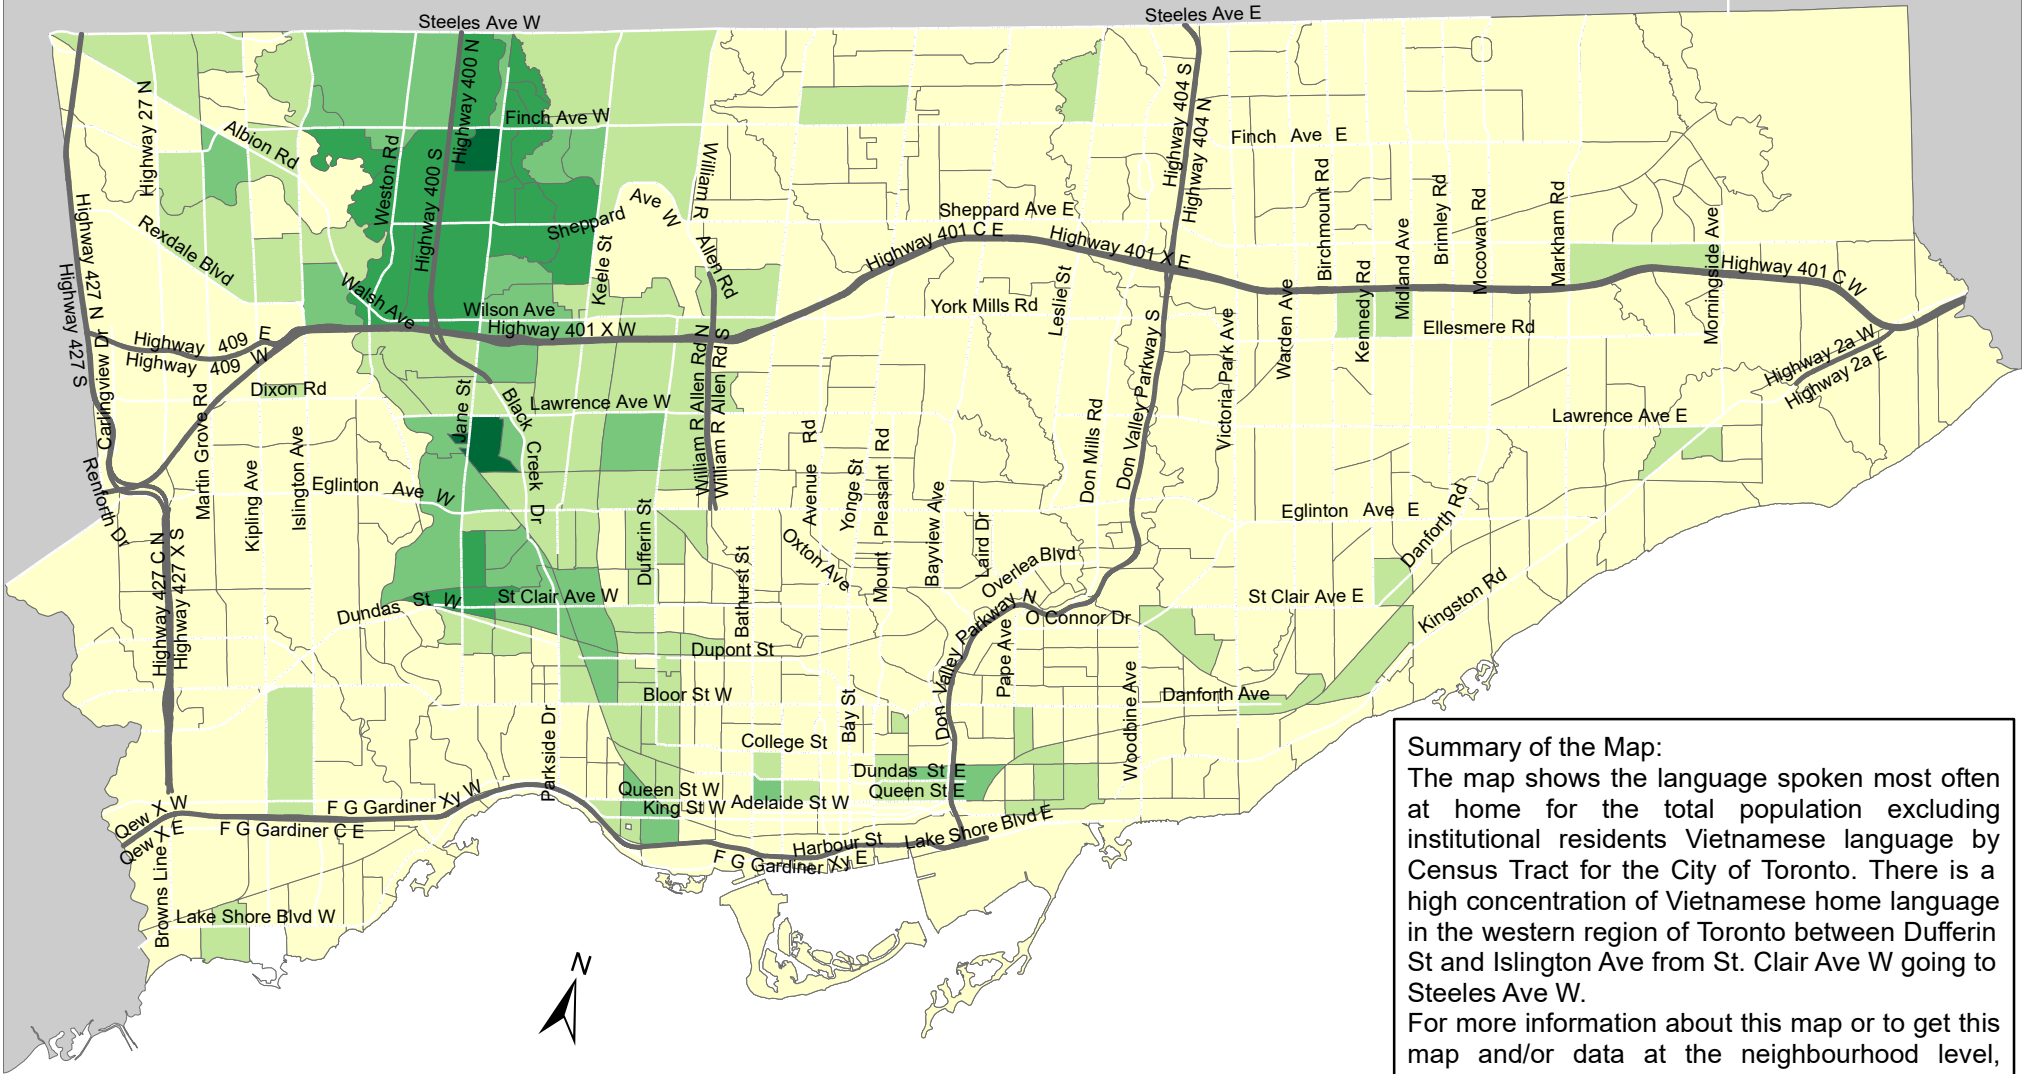 Steeles Ave W
Steeles Ave E
Highway 400 N
Highway 404 S
Highway 404 N
Highway 27 N
Finch Ave W
Albion Rd
Finch Ave E
Weston Rd
Highway 400 S
William R Allen Rd
Birchmount Rd
Brimley Rd
Mccowan Rd
Markham Rd
Morningside Ave
Midland Ave
Kennedy Rd
Sheppard Ave W
Sheppard Ave E
Highway 427 N
Rexdale Blvd
Highway 401 C E
Highway 401 X E
Highway 401 C W
Keele St
Highway 427 S
Walsh Ave
Wilson Ave
York Mills Rd
Leslie St
Warden Ave
Victoria Park Ave
Ellesmere Rd
Highway 401 X W
Highway 409 E
Highway 409 W
Highway 2a W
Highway 2a E
Carlingview Dr
Dixon Rd
Martin Grove Rd
Jane St
Black Creek Dr
Lawrence Ave W
William R Allen Rd N
William R Allen Rd S
Don Valley Parkway S
Don Mills Rd
Lawrence Ave E
Renforth Dr
Kipling Ave
Islington Ave
Eglinton Ave W
Avenue Rd
Yonge St
Mount Pleasant Rd
Bayview Ave
Laird Dr
Eglinton Ave E
Danforth Rd
Highway 427 C N
Highway 427 X S
Dufferin St
Bathurst St
Oxton Ave
Overlea Blvd
Dundas St W
St Clair Ave W
St Clair Ave E
Kingston Rd
Don Valley Parkway N
O Connor Dr
Pape Ave
Dupont St
Bloor St W
Danforth Ave
Woodbine Ave
Bay St
Parkside Dr
College St
Dundas St E
Queen St E
Queen St W
King St W
Adelaide St W
F G Gardiner Xy W
F G Gardiner C E
Qew X W
Qew X E
Harbour St
Lake Shore Blvd E
F G Gardiner Xy E
Browns Line
Lake Shore Blvd W
N
Summary of the Map:
The map shows the language spoken most often
at home for the total population excluding
institutional residents Vietnamese language by
Census Tract for the City of Toronto. There is a
high concentration of Vietnamese home language
in the western region of Toronto between Dufferin
St and Islington Ave from St. Clair Ave W going to
Steeles Ave W.
For more information about this map or to get this
map and/or data at the neighbourhood level,